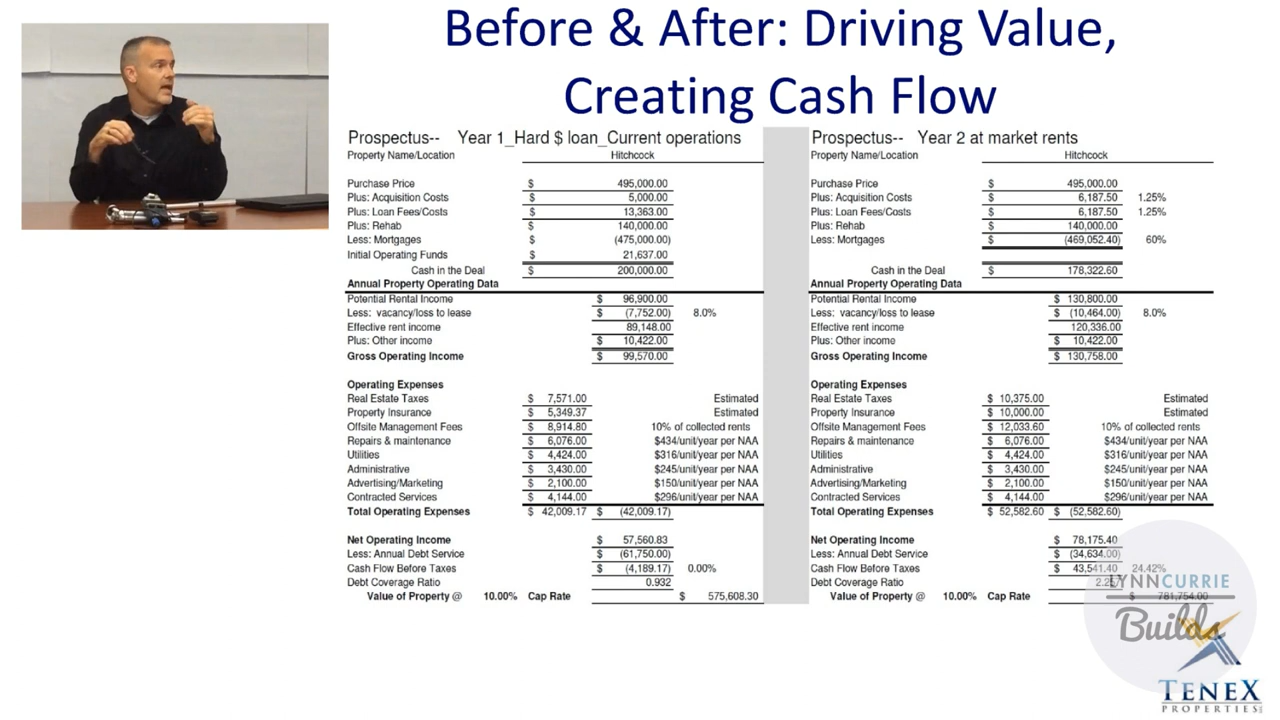 Before & After: Driving Value,
Creating Cash Flow
Prospectus-- Year 1_Hard $ loan_Current operations
Property Name/Location Hitchcock
Purchase Price $ 495,000.00
Plus: Acquisition Costs $ 5,000.00
Plus: Loan Fees/Costs $ 13,363.00
Plus: Rehab $ 140,000.00
Less: Mortgages $ (475,000.00)
Initial Operating Funds $ 21,637.00
Cash in the Deal $ 200,000.00
Annual Property Operating Data
Potential Rental Income $ 96,900.00
Less: vacancy/loss to lease $ (7,752.00) 8.0%
Effective rent income 89,148.00
Plus: Other income $ 10,422.00
Gross Operating Income $ 99,570.00
Operating Expenses
Real Estate Taxes $ 7,571.00 Estimated
Property Insurance $ 5,349.37 Estimated
Offsite Management Fees $ 8,914.80 10% of collected rents
Repairs & maintenance $ 6,076.00 $434/unit/year per NAA
Utilities $ 4,424.00 $316/unit/year per NAA
Administrative $ 3,430.00 $245/unit/year per NAA
Advertising/Marketing $ 2,100.00 $150/unit/year per NAA
Contracted Services $ 4,144.00 $296/unit/year per NAA
Total Operating Expenses $ 42,009.17 $ (42,009.17)
Net Operating Income $ 57,560.83
Less: Annual Debt Service $ (61,750.00)
Cash Flow Before Taxes $ (4,189.17) 0.00%
Debt Coverage Ratio 0.932
Value of Property @ 10.00% Cap Rate $ 575,608.30
Prospectus-- Year 2 at market rents
Property Name/Location Hitchcock
Purchase Price $ 495,000.00
Plus: Acquisition Costs $ 6,187.50 1.25%
Plus: Loan Fees/Costs $ 6,187.50 1.25%
Plus: Rehab $ 140,000.00
Less: Mortgages $ (469,052.40) 60%
Cash in the Deal $ 178,322.60
Annual Property Operating Data
Potential Rental Income $ 130,800.00
Less: vacancy/loss to lease $ (10,464.00) 8.0%
Effective rent income 120,336.00
Plus: Other income $ 10,422.00
Gross Operating Income $ 130,758.00
Operating Expenses
Real Estate Taxes $ 10,375.00 Estimated
Property Insurance $ 10,000.00 Estimated
Offsite Management Fees $ 12,033.60 10% of collected rents
Repairs & maintenance $ 6,076.00 $434/unit/year per NAA
Utilities $ 4,424.00 $316/unit/year per NAA
Administrative $ 3,430.00 $245/unit/year per NAA
Advertising/Marketing $ 2,100.00 $150/unit/year per NAA
Contracted Services $ 4,144.00 $296/unit/year per NAA
Total Operating Expenses $ 52,582.60 $ (52,582.60)
Net Operating Income $ 78,175.40
Less: Annual Debt Service $ (34,634.00)
Cash Flow Before Taxes $ 43,541.40 24.42%
Debt Coverage Ratio
Value of Property @ 10.00% Cap Rate $ 781,754.00
LYNNCURRIE
Builds
TENEX
PROPERTIES